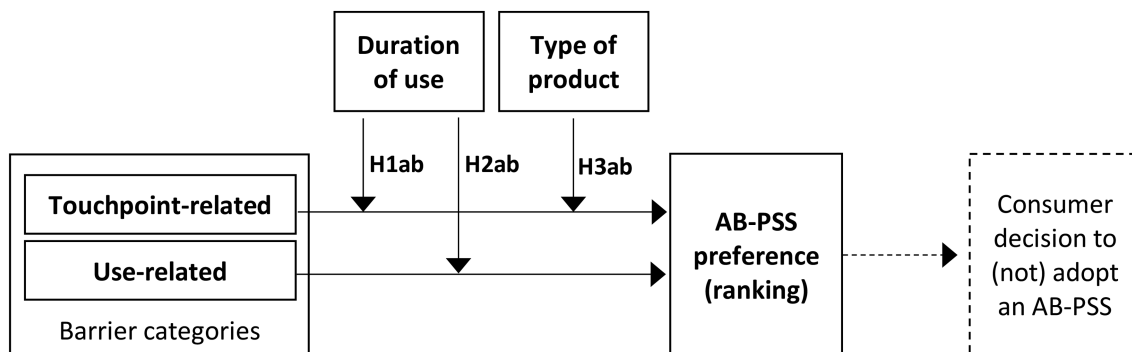 Duration
of use
Type of
product
H1ab
H2ab
H3ab
Touchpoint-related
Use-related
Barrier categories
AB-PSS
preference
(ranking)
Consumer
decision to
(not) adopt
an AB-PSS